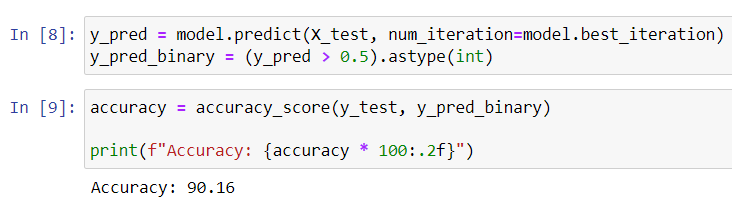 In [8]: y_pred = model.predict(X_test, num_iteration=model.best_iteration)
y_pred_binary = (y_pred > 0.5).astype(int)
In [9]: accuracy = accuracy_score(y_test, y_pred_binary)
print(f"Accuracy: {accuracy * 100:.2f}")
Accuracy: 90.16